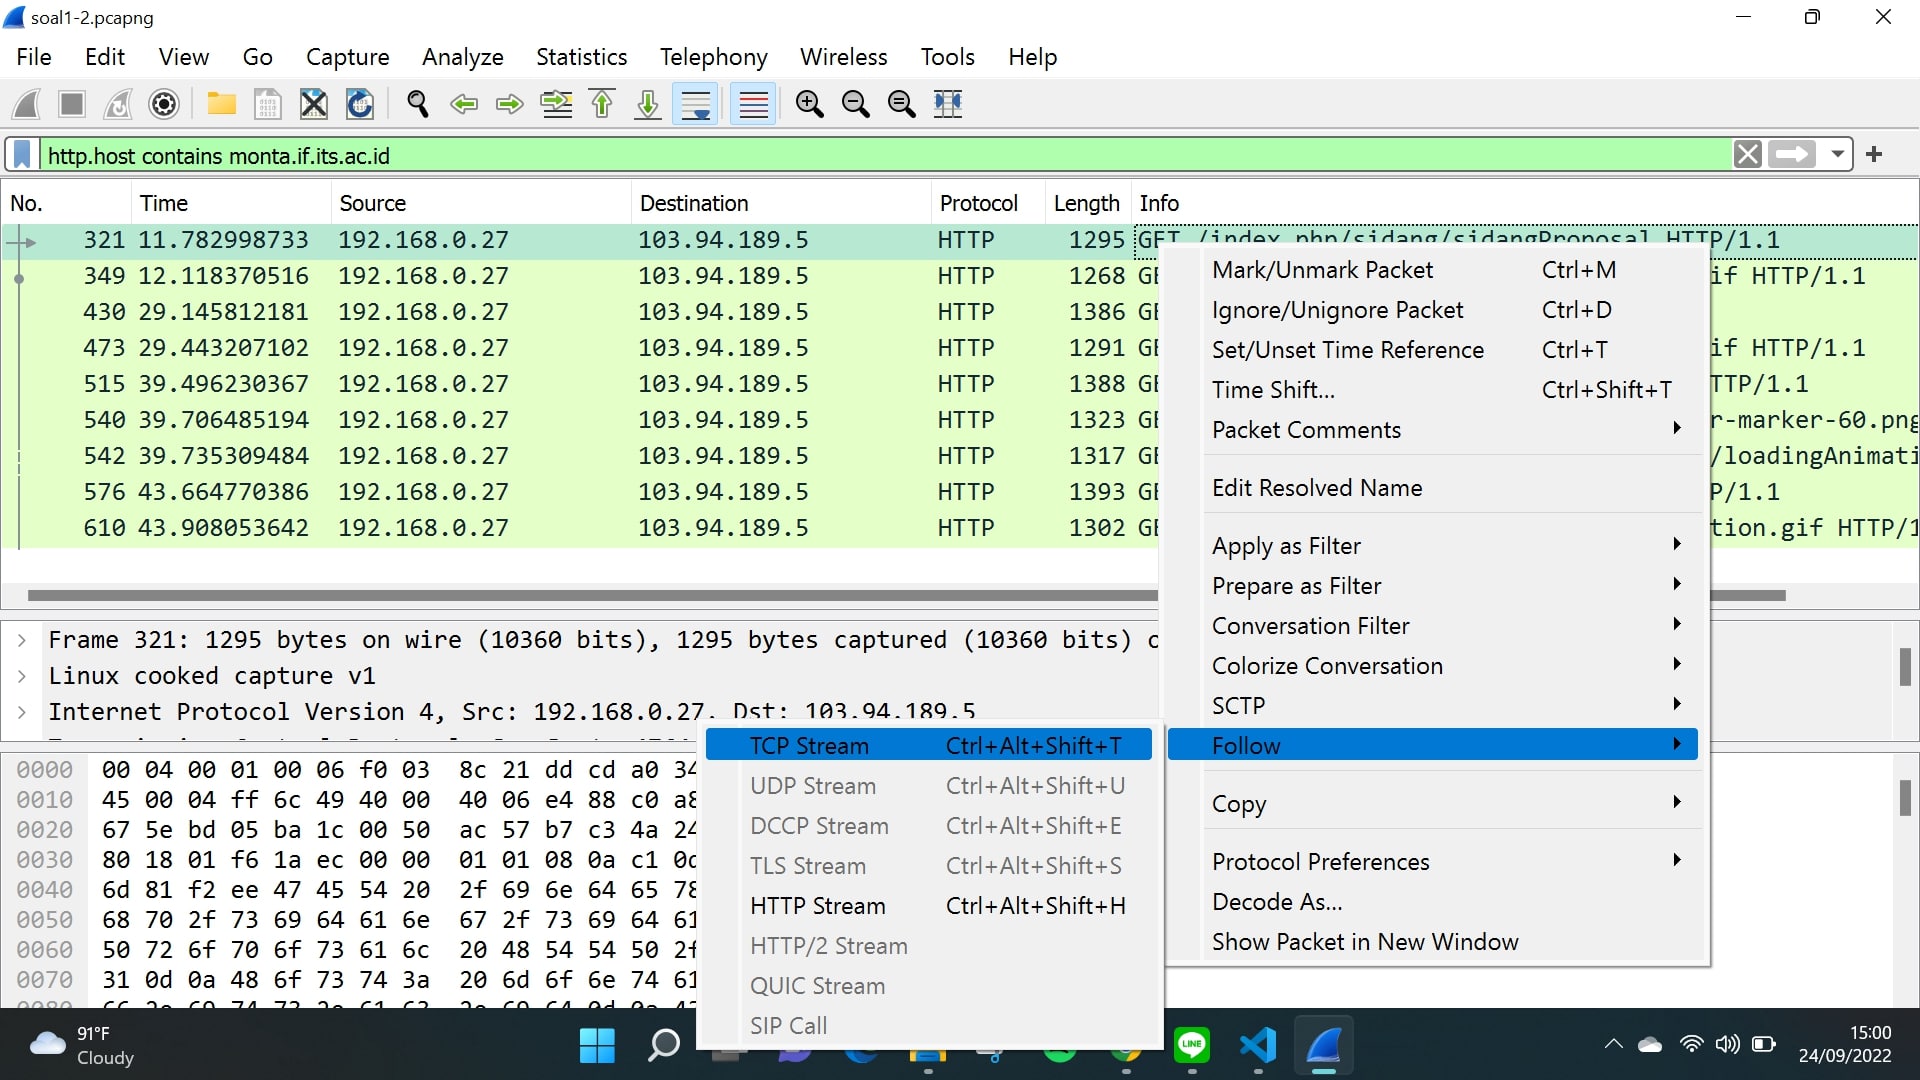 soal1-2.pcapng
File Edit View Go Capture Analyze Statistics Telephony Wireless Tools Help
http.host contains monta.if.its.ac.id
No. Time Source Destination Protocol Length Info
321 11.782998733 192.168.0.27 103.94.189.5 HTTP 1295 GET /index.php/sidang/sidangProposal HTTP/1.1
349 12.118370516 192.168.0.27 103.94.189.5 HTTP 1268 GE if HTTP/1.1
430 29.145812181 192.168.0.27 103.94.189.5 HTTP 1386 GE
473 29.443207102 192.168.0.27 103.94.189.5 HTTP 1291 GE if HTTP/1.1
515 39.496230367 192.168.0.27 103.94.189.5 HTTP 1388 GE TTP/1.1
540 39.706485194 192.168.0.27 103.94.189.5 HTTP 1323 GE r-marker-60.png
542 39.735309484 192.168.0.27 103.94.189.5 HTTP 1317 GE /loadingAnimati
576 43.664770386 192.168.0.27 103.94.189.5 HTTP 1393 GE P/1.1
610 43.908053642 192.168.0.27 103.94.189.5 HTTP 1302 GE tion.gif HTTP/1
Mark/Unmark Packet Ctrl+M
Ignore/Unignore Packet Ctrl+D
Set/Unset Time Reference Ctrl+T
Time Shift... Ctrl+Shift+T
Packet Comments
Edit Resolved Name
Apply as Filter
Prepare as Filter
Conversation Filter
Colorize Conversation
SCTP
Follow
Copy
Protocol Preferences
Decode As...
Show Packet in New Window
Frame 321: 1295 bytes on wire (10360 bits), 1295 bytes captured (10360 bits) o
Linux cooked capture v1
Internet Protocol Version 4, Src: 192.168.0.27, Dst: 103.94.189.5
TCP Stream Ctrl+Alt+Shift+T
UDP Stream Ctrl+Alt+Shift+U
DCCP Stream Ctrl+Alt+Shift+E
TLS Stream Ctrl+Alt+Shift+S
HTTP Stream Ctrl+Alt+Shift+H
HTTP/2 Stream
QUIC Stream
SIP Call
0000 00 04 00 01 00 06 f0 03 8c 21 dd cd a0 34
0010 45 00 04 ff 6c 49 40 00 40 06 e4 88 c0 a8
0020 67 5e bd 05 ba 1c 00 50 ac 57 b7 c3 4a 24
0030 80 18 01 f6 1a ec 00 00 01 01 08 0a c1 0d
0040 6d 81 f2 ee 47 45 54 20 2f 69 6e 64 65 78
0050 68 70 2f 73 69 64 61 6e 67 2f 73 69 64 61
0060 50 72 6f 70 6f 73 61 6c 20 48 54 54 50 2f
0070 31 0d 0a 48 6f 73 74 3a 20 6d 6f 6e 74 61
91°F
Cloudy
LINE
15:00
24/09/2022